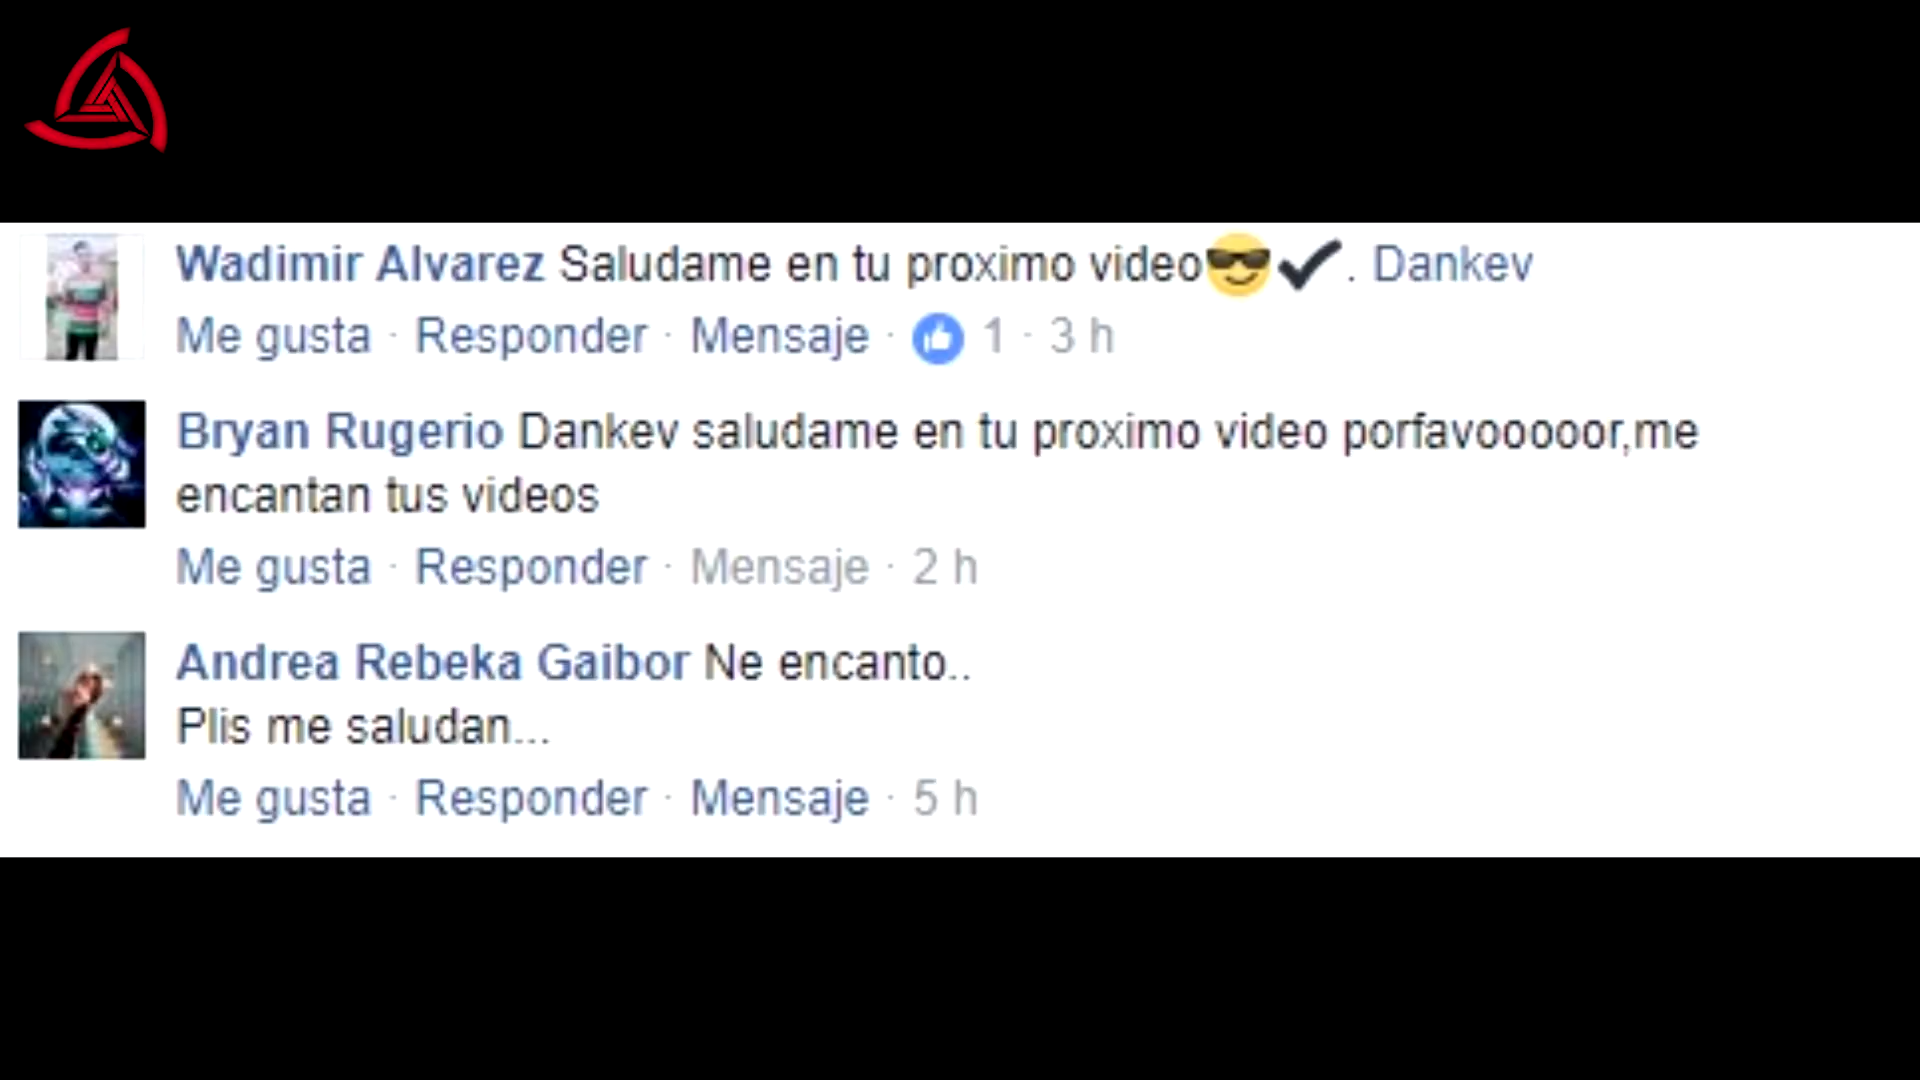 Wadimir Alvarez Saludame en tu proximo video😎✔. Dankev
Me gusta · Responder · Mensaje · 1 · 3 h
Bryan Rugerio Dankev saludame en tu proximo video porfavooooor,me
encantan tus videos
Me gusta · Responder · Mensaje · 2 h
Andrea Rebeka Gaibor Ne encanto..
Plis me saludan...
Me gusta · Responder · Mensaje · 5 h